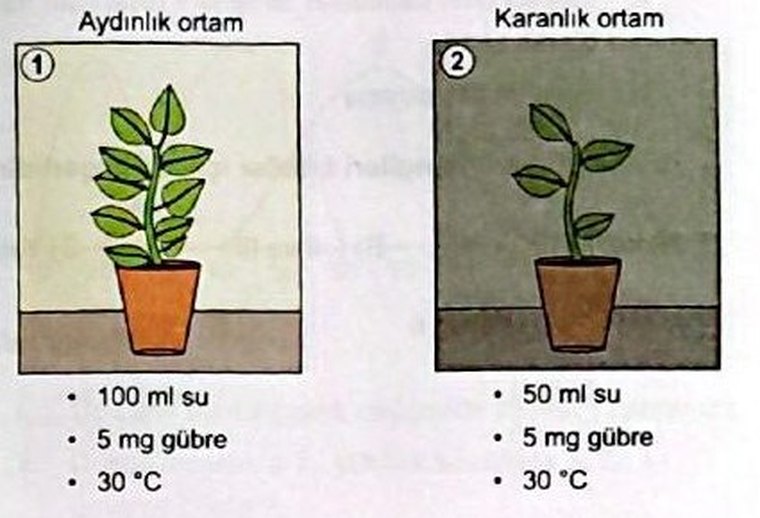 Aydınlık ortam
Karanlık ortam
1
2
• 100 ml su
• 5 mg gübre
• 30 °C
• 50 ml su
• 5 mg gübre
• 30 °C